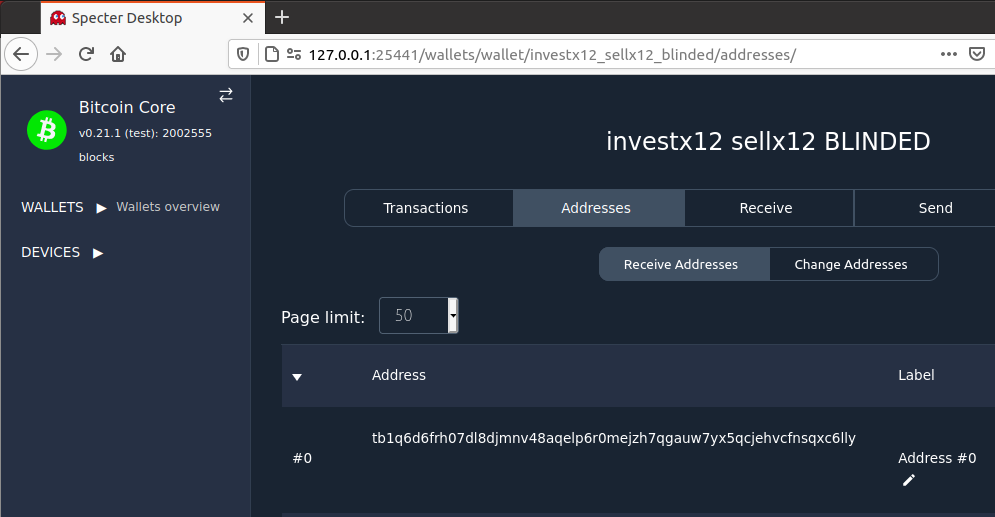 Specter Desktop
127.0.0.1:25441/wallets/wallet/investx12_sellx12_blinded/addresses/
Bitcoin Core
v0.21.1 (test): 2002555
blocks
WALLETS ▶ Wallets overview
DEVICES ▶
investx12 sellx12 BLINDED
Transactions Addresses Receive Send
Receive Addresses Change Addresses
Page limit: 50
Address Label
tb1q6d6frh07dl8djmnv48aqelp6r0mejzh7qgauw7yx5qcjehvcfnsqxc6lly
#0 Address #0